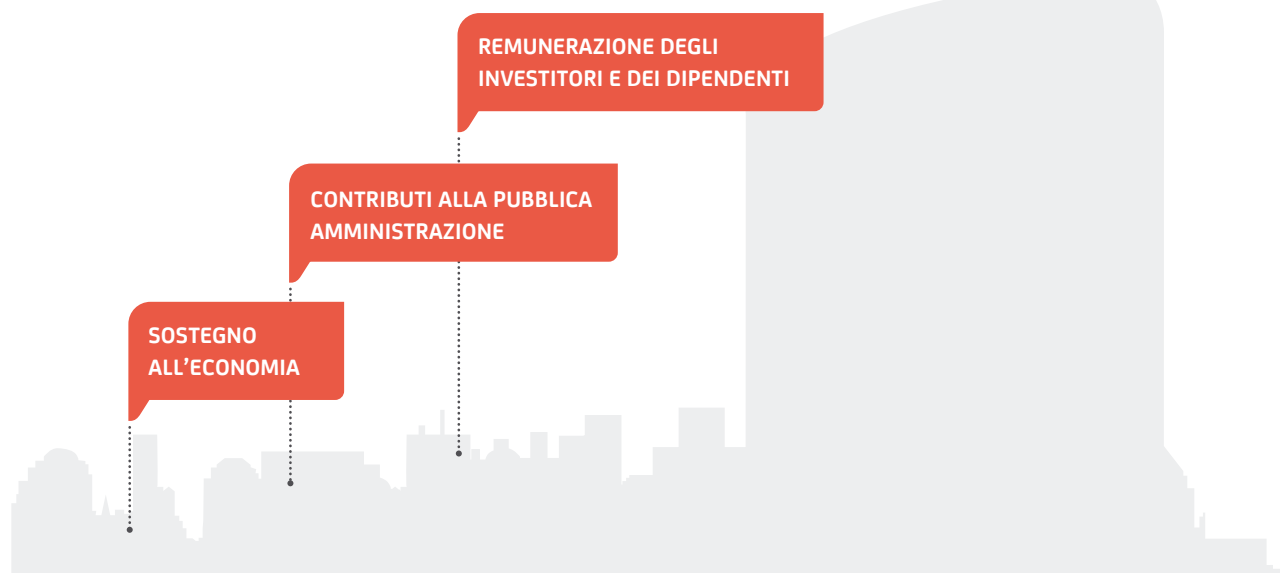 REMUNERAZIONE DEGLI
INVESTITORI E DEI DIPENDENTI
CONTRIBUTI ALLA PUBBLICA
AMMINISTRAZIONE
SOSTEGNO
ALL’ECONOMIA